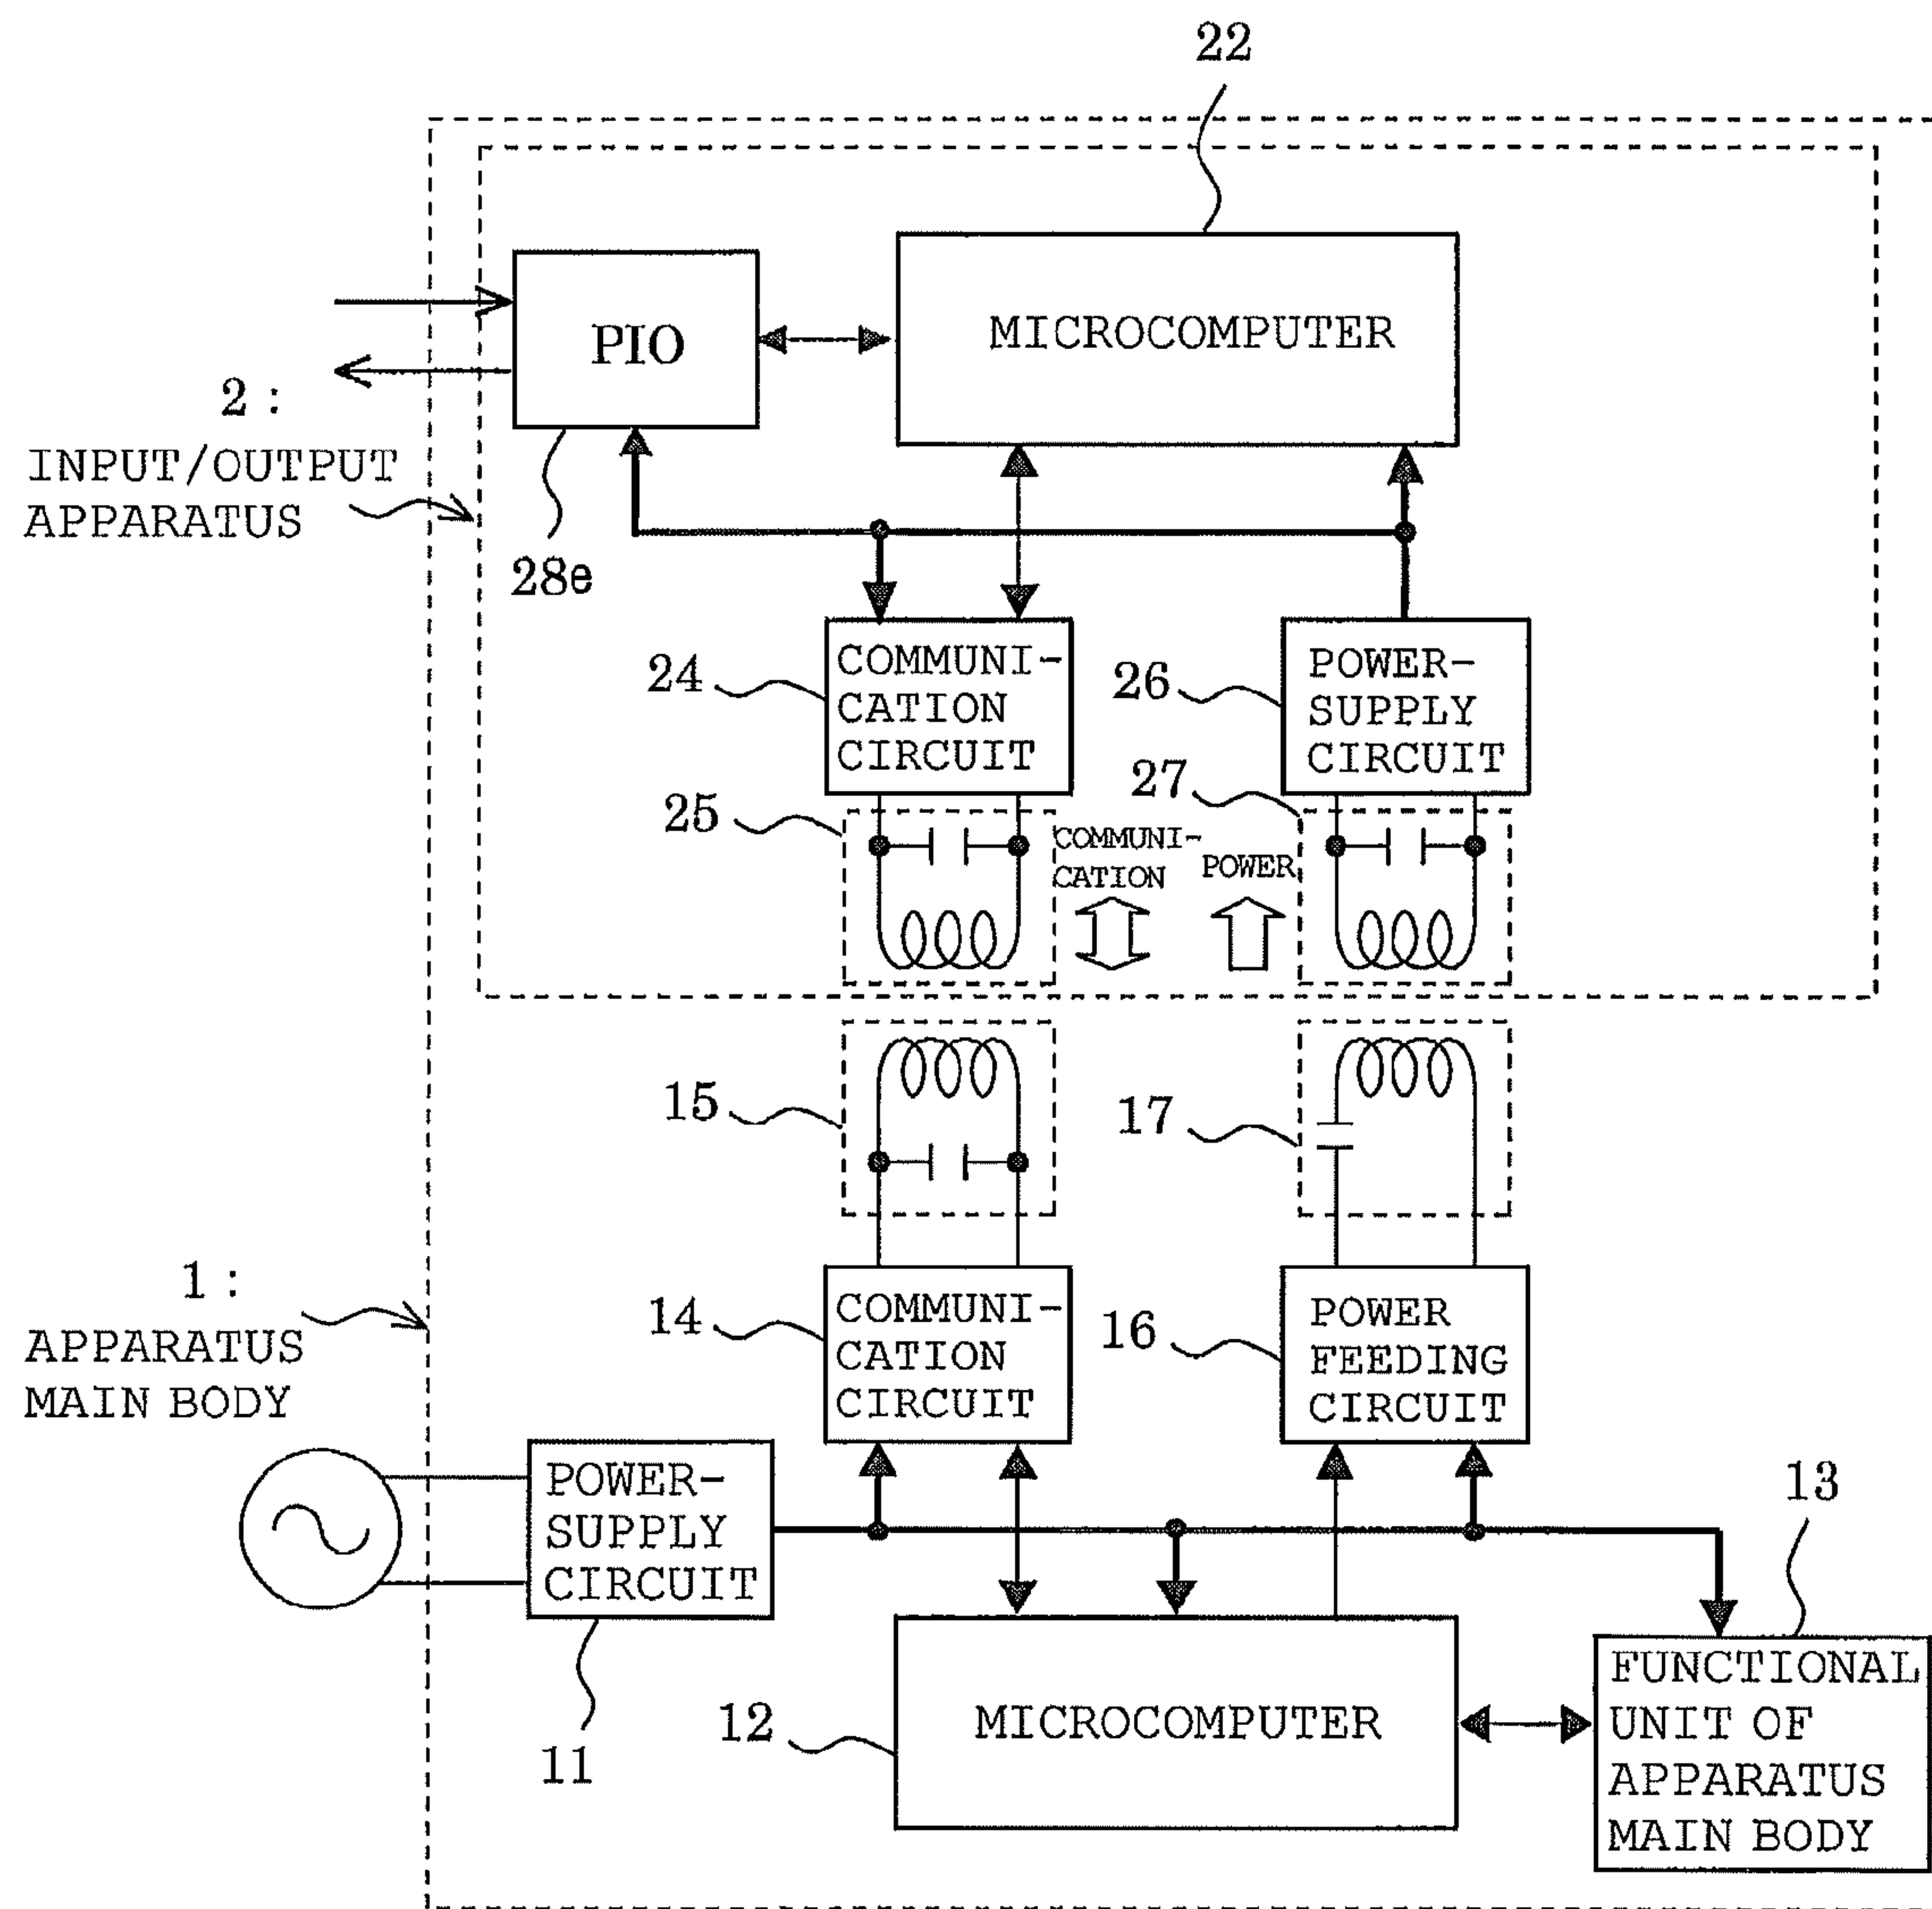 22
PIO
MICROCOMPUTER
2 :
INPUT/OUTPUT
APPARATUS
28e
24
COMMUNI-
CATION
CIRCUIT
26
POWER-
SUPPLY
CIRCUIT
25
27
COMMUNI-
CATION
POWER
15
17
1 :
APPARATUS
MAIN BODY
14
COMMUNI-
CATION
CIRCUIT
16
POWER
FEEDING
CIRCUIT
POWER-
SUPPLY
CIRCUIT
11
13
12
MICROCOMPUTER
FUNCTIONAL
UNIT OF
APPARATUS
MAIN BODY